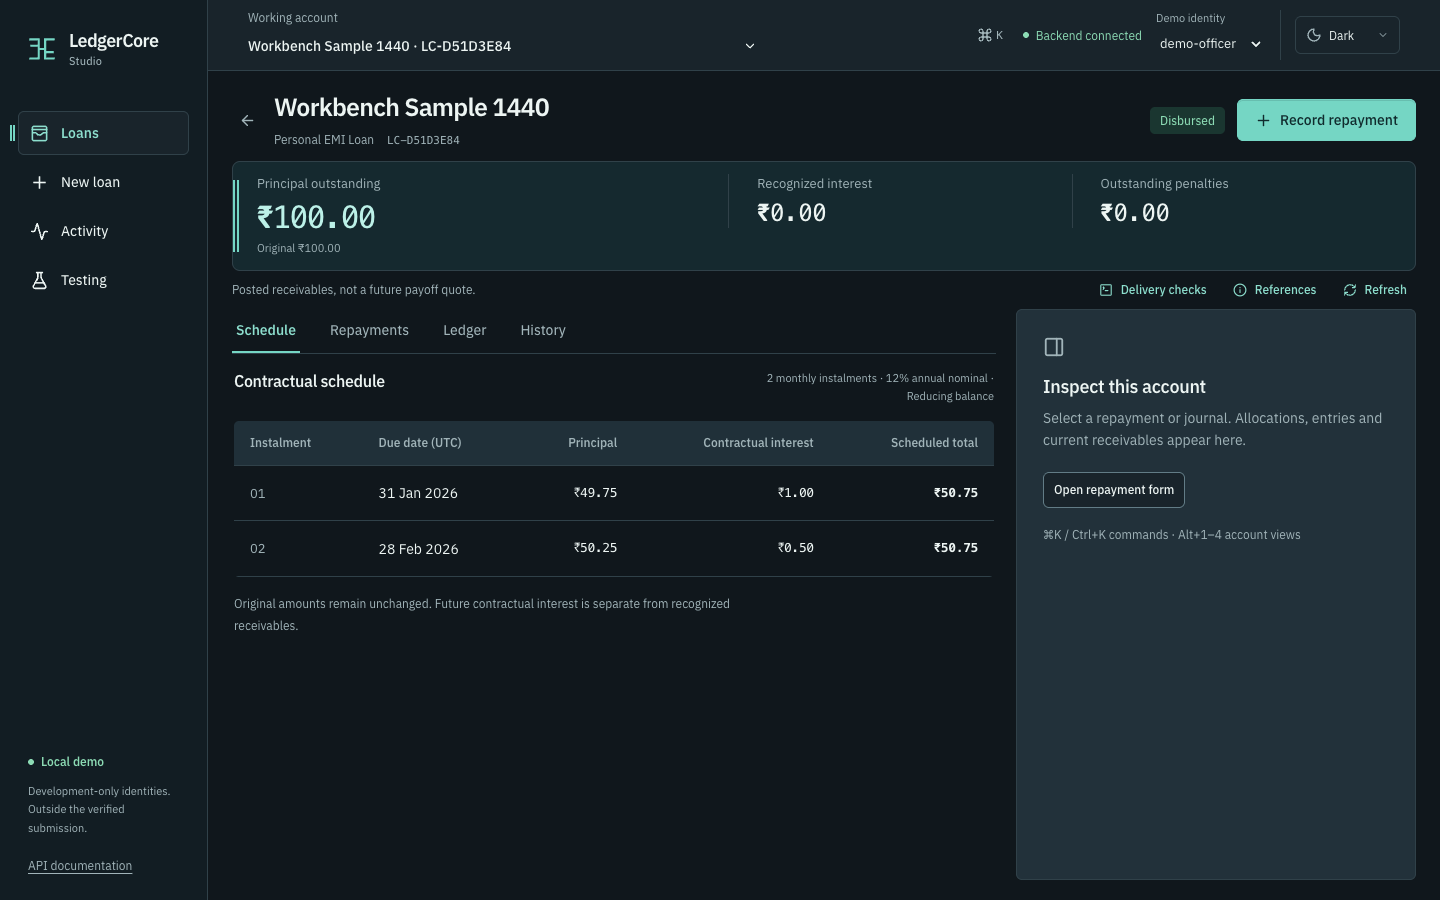 LedgerCore
Studio
Loans
New loan
Activity
Testing
Local demo
Development-only identities.
Outside the verified
submission.
API documentation
Working account
Workbench Sample 1440 · LC-D51D3E84
⌘ K
Backend connected
Demo identity
demo-officer
Dark
Workbench Sample 1440
Personal EMI Loan LC-D51D3E84
Disbursed
Record repayment
Principal outstanding
₹100.00
Original ₹100.00
Recognized interest
₹0.00
Outstanding penalties
₹0.00
Posted receivables, not a future payoff quote.
Delivery checks
References
Refresh
Schedule Repayments Ledger History
Contractual schedule
2 monthly instalments · 12% annual nominal ·
Reducing balance
Instalment Due date (UTC) Principal Contractual interest Scheduled total
01 31 Jan 2026 ₹49.75 ₹1.00 ₹50.75
02 28 Feb 2026 ₹50.25 ₹0.50 ₹50.75
Original amounts remain unchanged. Future contractual interest is separate from recognized
receivables.
Inspect this account
Select a repayment or journal. Allocations, entries and
current receivables appear here.
Open repayment form
⌘K / Ctrl+K commands · Alt+1–4 account views